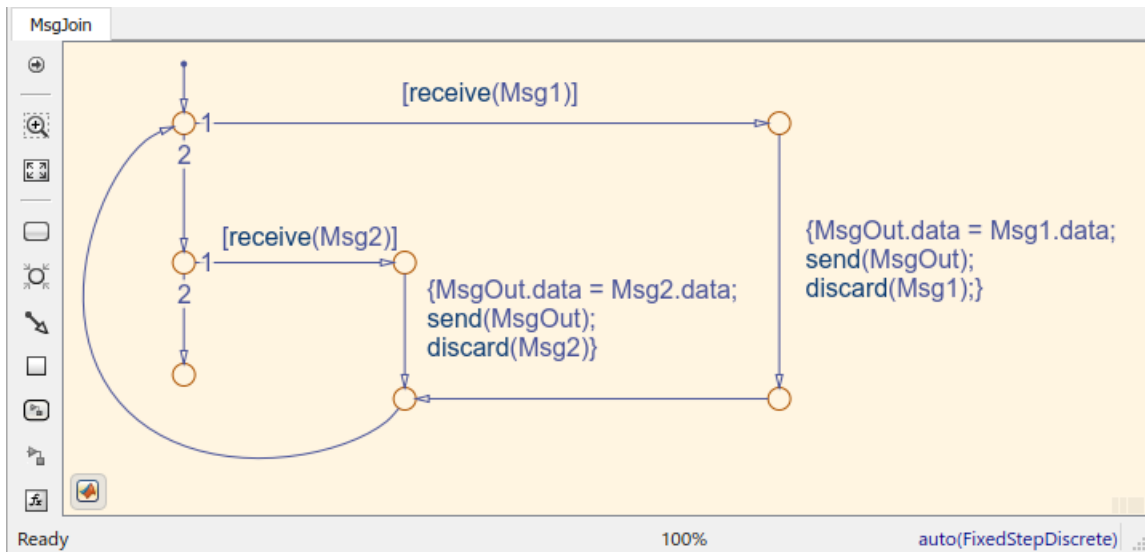 MsgJoin
[receive(Msg1)]
1
2
[receive(Msg2)]
1
2
{MsgOut.data = Msg1.data;
send(MsgOut);
discard(Msg1);}
{MsgOut.data = Msg2.data;
send(MsgOut);
discard(Msg2)}
fx
Ready
100%
auto(FixedStepDiscrete)